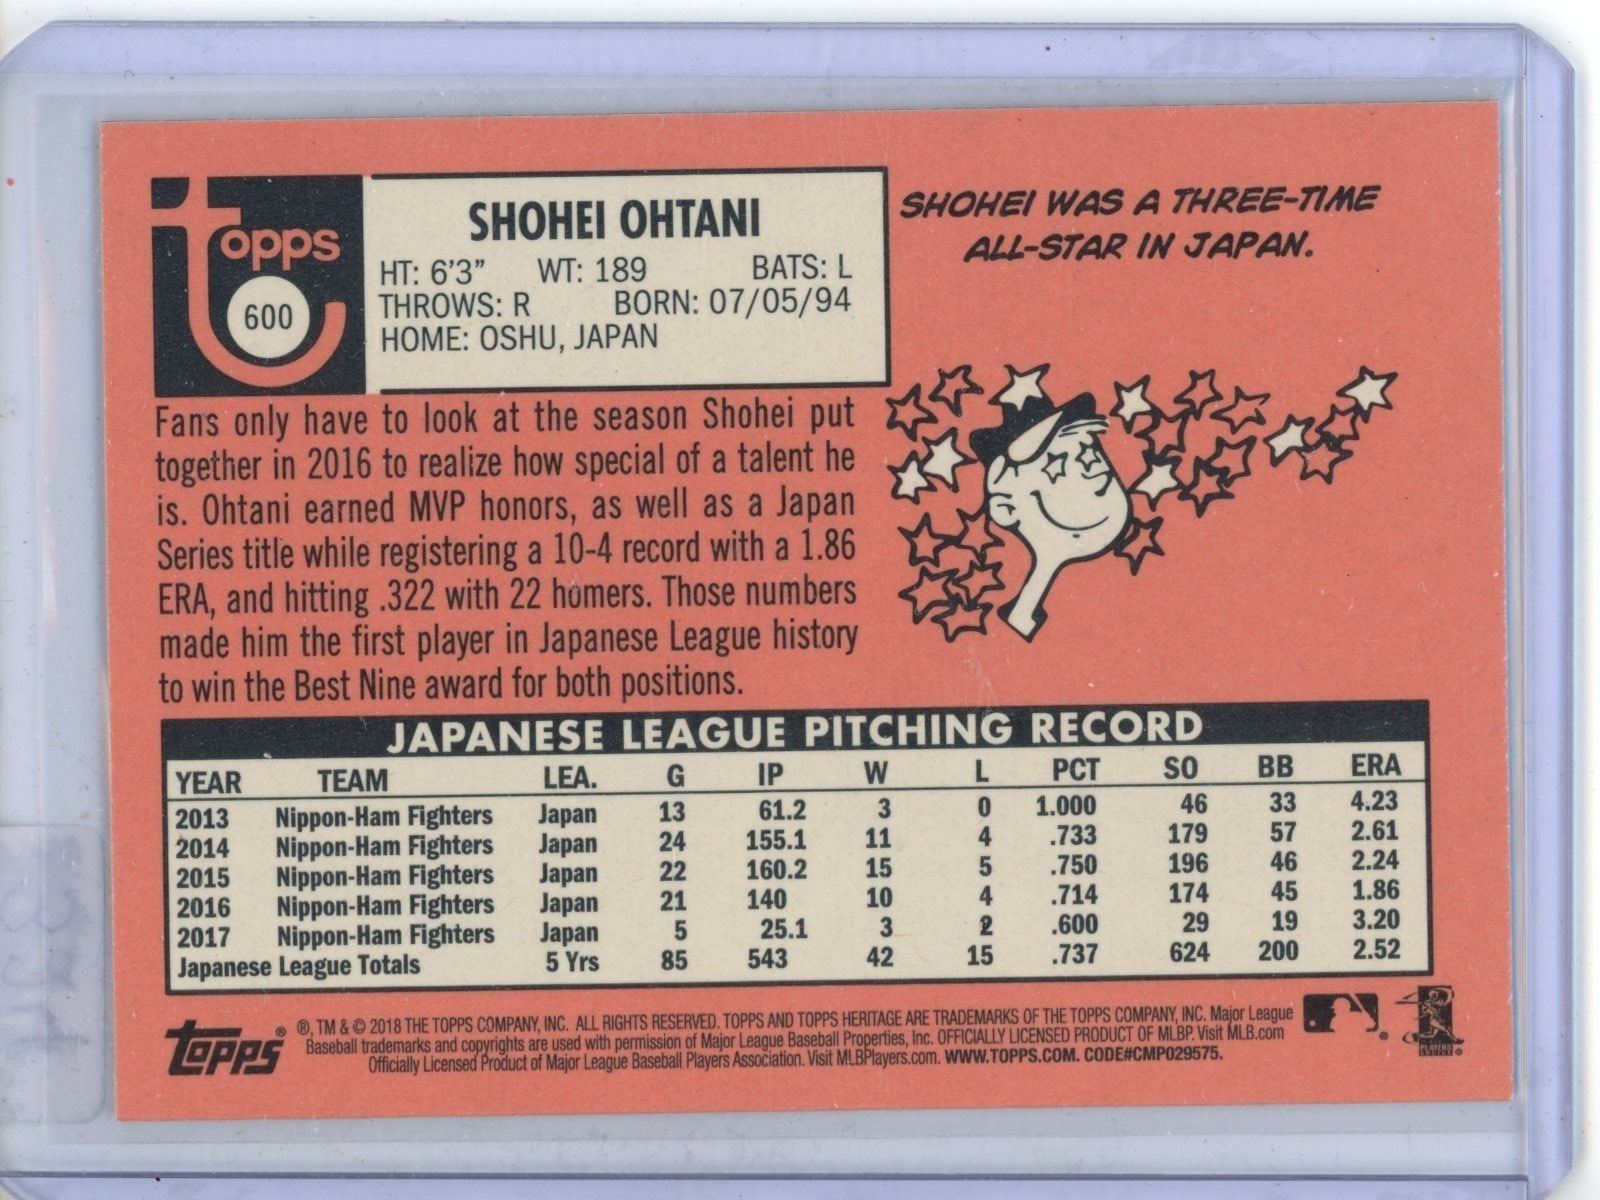 topps
600
SHOHEI OHTANI
HT: 6'3" WT: 189 BATS: L
THROWS: R BORN: 07/05/94
HOME: OSHU, JAPAN
SHOHEI WAS A THREE-TIME
ALL-STAR IN JAPAN.
Fans only have to look at the season Shohei put
together in 2016 to realize how special of a talent he
is. Ohtani earned MVP honors, as well as a Japan
Series title while registering a 10-4 record with a 1.86
ERA, and hitting .322 with 22 homers. Those numbers
made him the first player in Japanese League history
to win the Best Nine award for both positions.
JAPANESE LEAGUE PITCHING RECORD
YEAR TEAM LEA. G IP W L PCT SO BB ERA
2013 Nippon-Ham Fighters Japan 13 61.2 3 0 1.000 46 33 4.23
2014 Nippon-Ham Fighters Japan 24 155.1 11 4 .733 179 57 2.61
2015 Nippon-Ham Fighters Japan 22 160.2 15 5 .750 196 46 2.24
2016 Nippon-Ham Fighters Japan 21 140 10 4 .714 174 45 1.86
2017 Nippon-Ham Fighters Japan 5 25.1 3 2 .600 29 19 3.20
Japanese League Totals 5 Yrs 85 543 42 15 .737 624 200 2.52
topps® ®, TM & © 2018 THE TOPPS COMPANY, INC. ALL RIGHTS RESERVED. TOPPS AND TOPPS HERITAGE ARE TRADEMARKS OF THE TOPPS COMPANY, INC. Major League
Baseball trademarks and copyrights are used with permission of Major League Baseball Properties, Inc. OFFICIALLY LICENSED PRODUCT OF MLBP. Visit MLB.com
Officially Licensed Product of Major League Baseball Players Association. Visit MLBPlayers.com. WWW.TOPPS.COM. CODE#CMP029575.